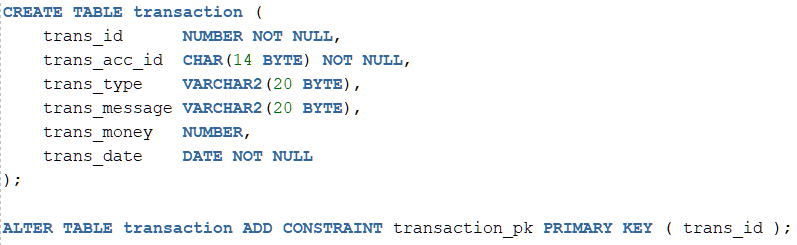 CREATE TABLE transaction (
    trans_id      NUMBER NOT NULL,
    trans_acc_id  CHAR(14 BYTE) NOT NULL,
    trans_type    VARCHAR2(20 BYTE),
    trans_message VARCHAR2(20 BYTE),
    trans_money   NUMBER,
    trans_date    DATE NOT NULL
);
ALTER TABLE transaction ADD CONSTRAINT transaction_pk PRIMARY KEY ( trans_id );